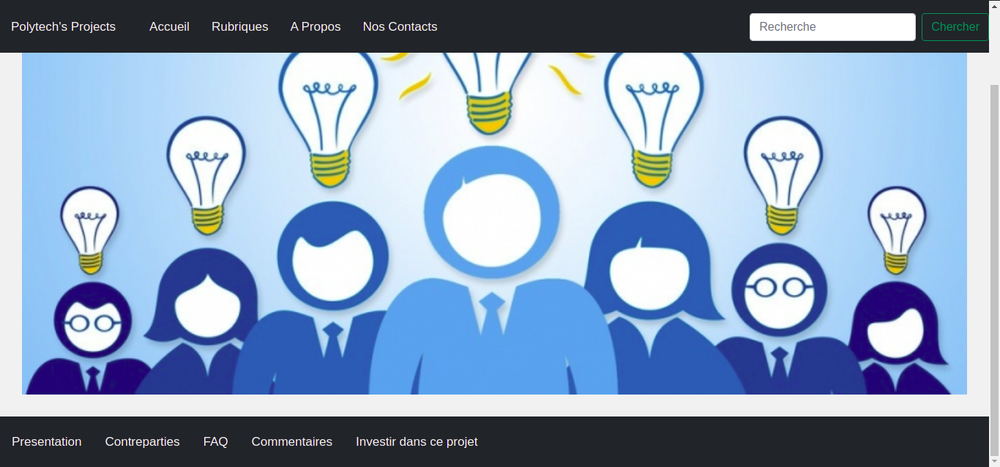 Polytech's Projects Accueil Rubriques A Propos Nos Contacts Recherche Chercher
Presentation Contreparties FAQ Commentaires Investir dans ce projet